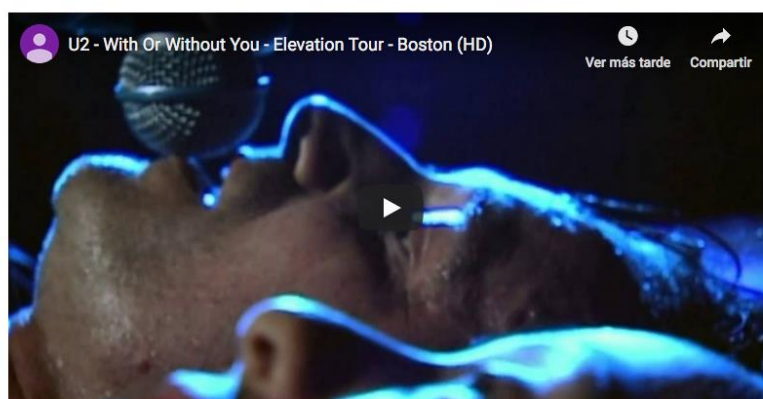 U2 - With Or Without You - Elevation Tour - Boston (HD)
Ver más tarde
Compartir